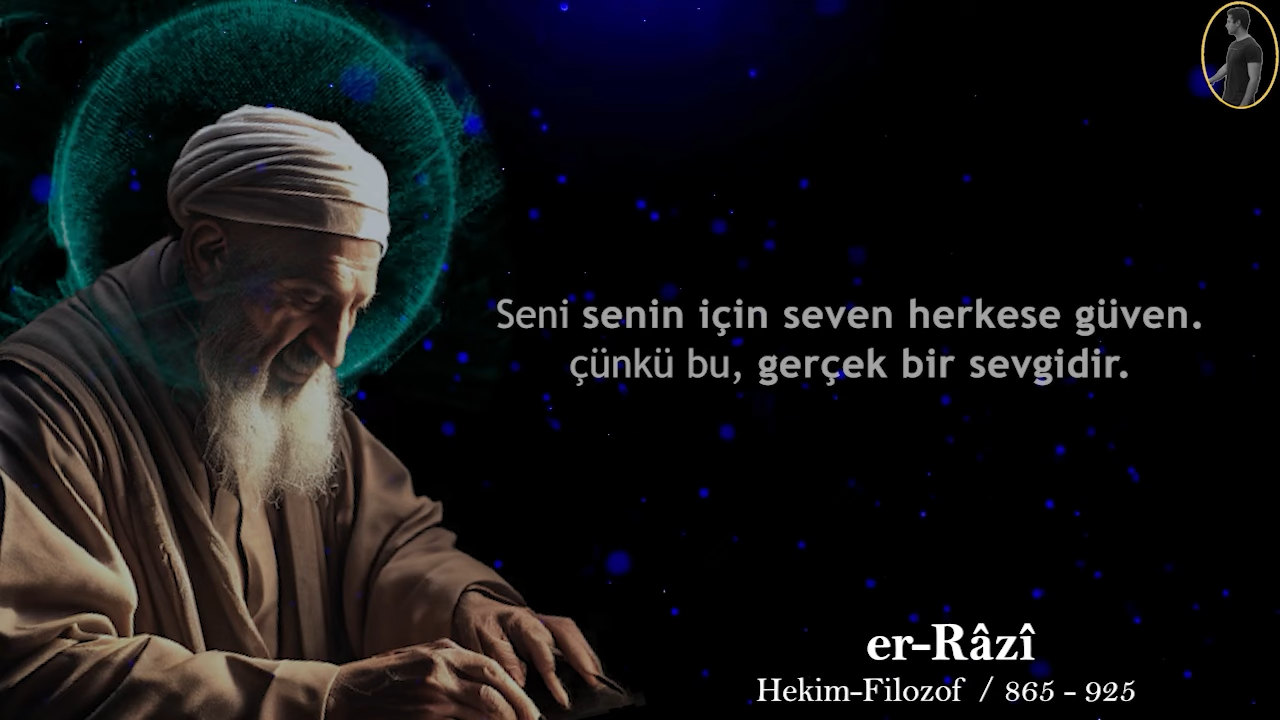 Seni senin için seven herkese güven.
çünkü bu, gerçek bir sevgidir.
er-Râzî
Hekim-Filozof / 865 - 925